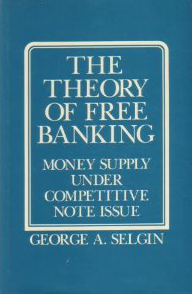 THE
THEORY
OF FREE
BANKING
MONEY SUPPLY
UNDER
COMPETITIVE
NOTE ISSUE
GEORGE A. SELGIN